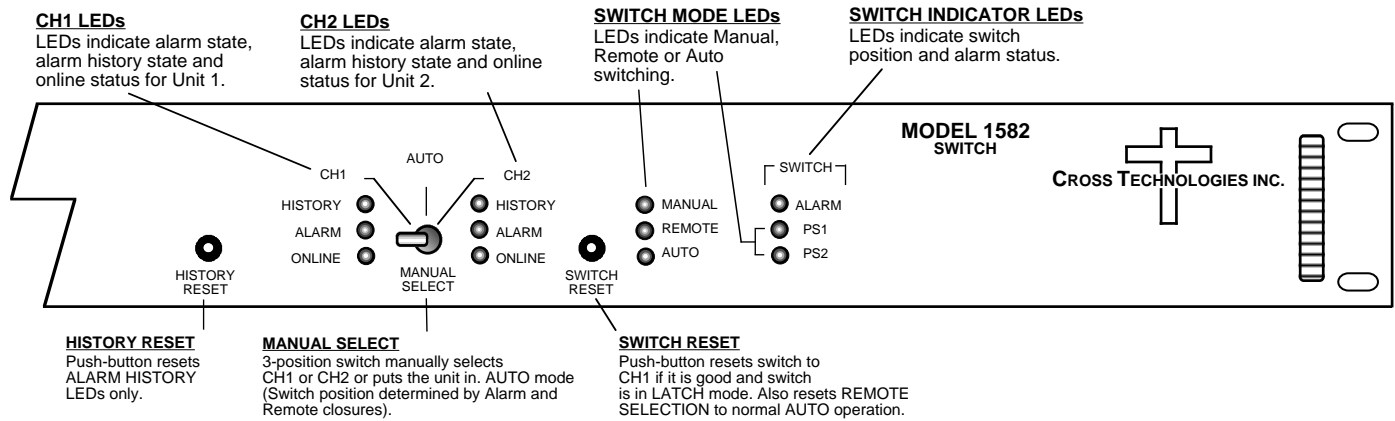 CH1 LEDs
LEDs indicate alarm state,
alarm history state and
online status for Unit 1.
CH2 LEDs
LEDs indicate alarm state,
alarm history state and online
status for Unit 2.
SWITCH MODE LEDs
LEDs indicate Manual,
Remote or Auto
switching.
SWITCH INDICATOR LEDs
LEDs indicate switch
position and alarm status.
MODEL 1582
SWITCH
CROSS TECHNOLOGIES INC.
AUTO
CH1
CH2
HISTORY
ALARM
ONLINE
HISTORY
ALARM
ONLINE
MANUAL
SELECT
HISTORY
RESET
SWITCH
RESET
MANUAL
REMOTE
AUTO
SWITCH
ALARM
PS1
PS2
HISTORY RESET
Push-button resets
ALARM HISTORY
LEDs only.
MANUAL SELECT
3-position switch manually selects
CH1 or CH2 or puts the unit in. AUTO mode
(Switch position determined by Alarm and
Remote closures).
SWITCH RESET
Push-button resets switch to
CH1 if it is good and switch
is in LATCH mode. Also resets REMOTE
SELECTION to normal AUTO operation.